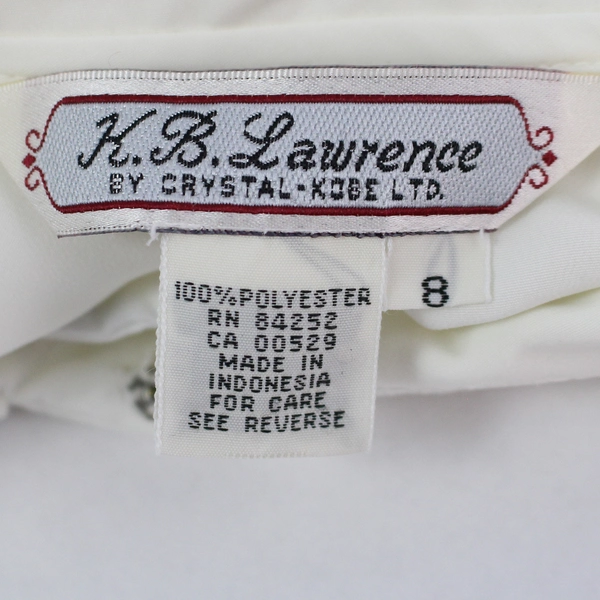 K.B. Lawrence
BY CRYSTAL-KOBE LTD.
8
100% POLYESTER
RN 84252
CA 00529
MADE IN
INDONESIA
FOR CARE
SEE REVERSE